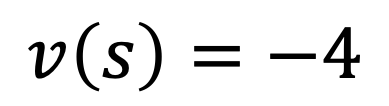 v(s) = −4